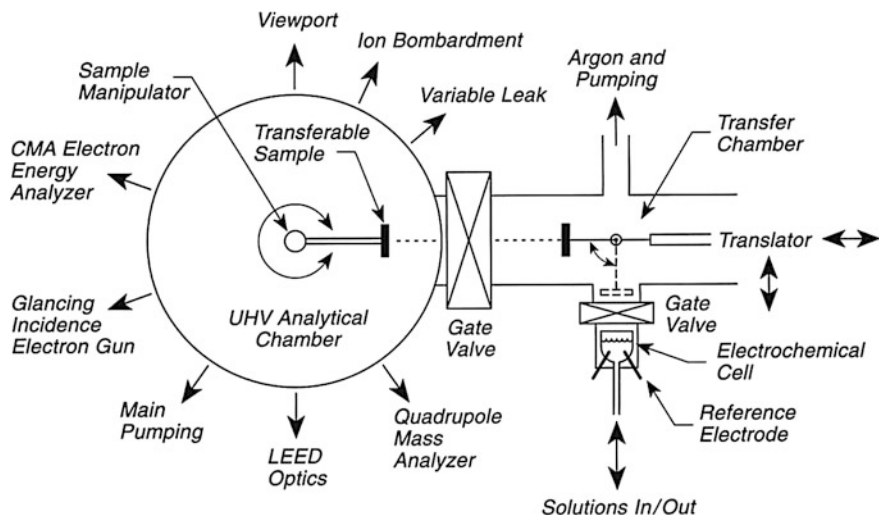 Viewport
Ion Bombardment
Sample
Manipulator
Variable Leak
Transferable
Sample
CMA Electron
Energy
Analyzer
Argon and
Pumping
Transfer
Chamber
Translator
Glancing
Incidence
Electron Gun
UHV Analytical
Chamber
Gate
Valve
Gate
Valve
Electrochemical
Cell
Reference
Electrode
Main
Pumping
LEED
Optics
Quadrupole
Mass
Analyzer
Solutions In/Out